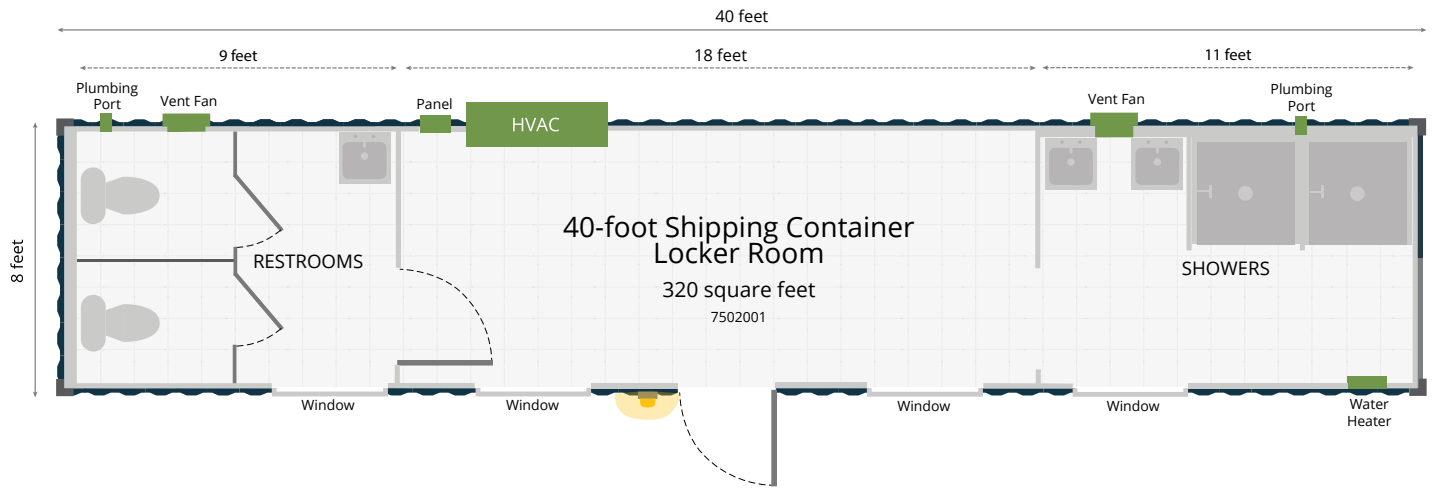 40 feet
9 feet
18 feet
11 feet
Plumbing
Port
Vent Fan
Panel
HVAC
Vent Fan
Plumbing
Port
8 feet
RESTROOMS
40-foot Shipping Container
Locker Room
320 square feet
7502001
SHOWERS
Window
Window
Window
Window
Water
Heater